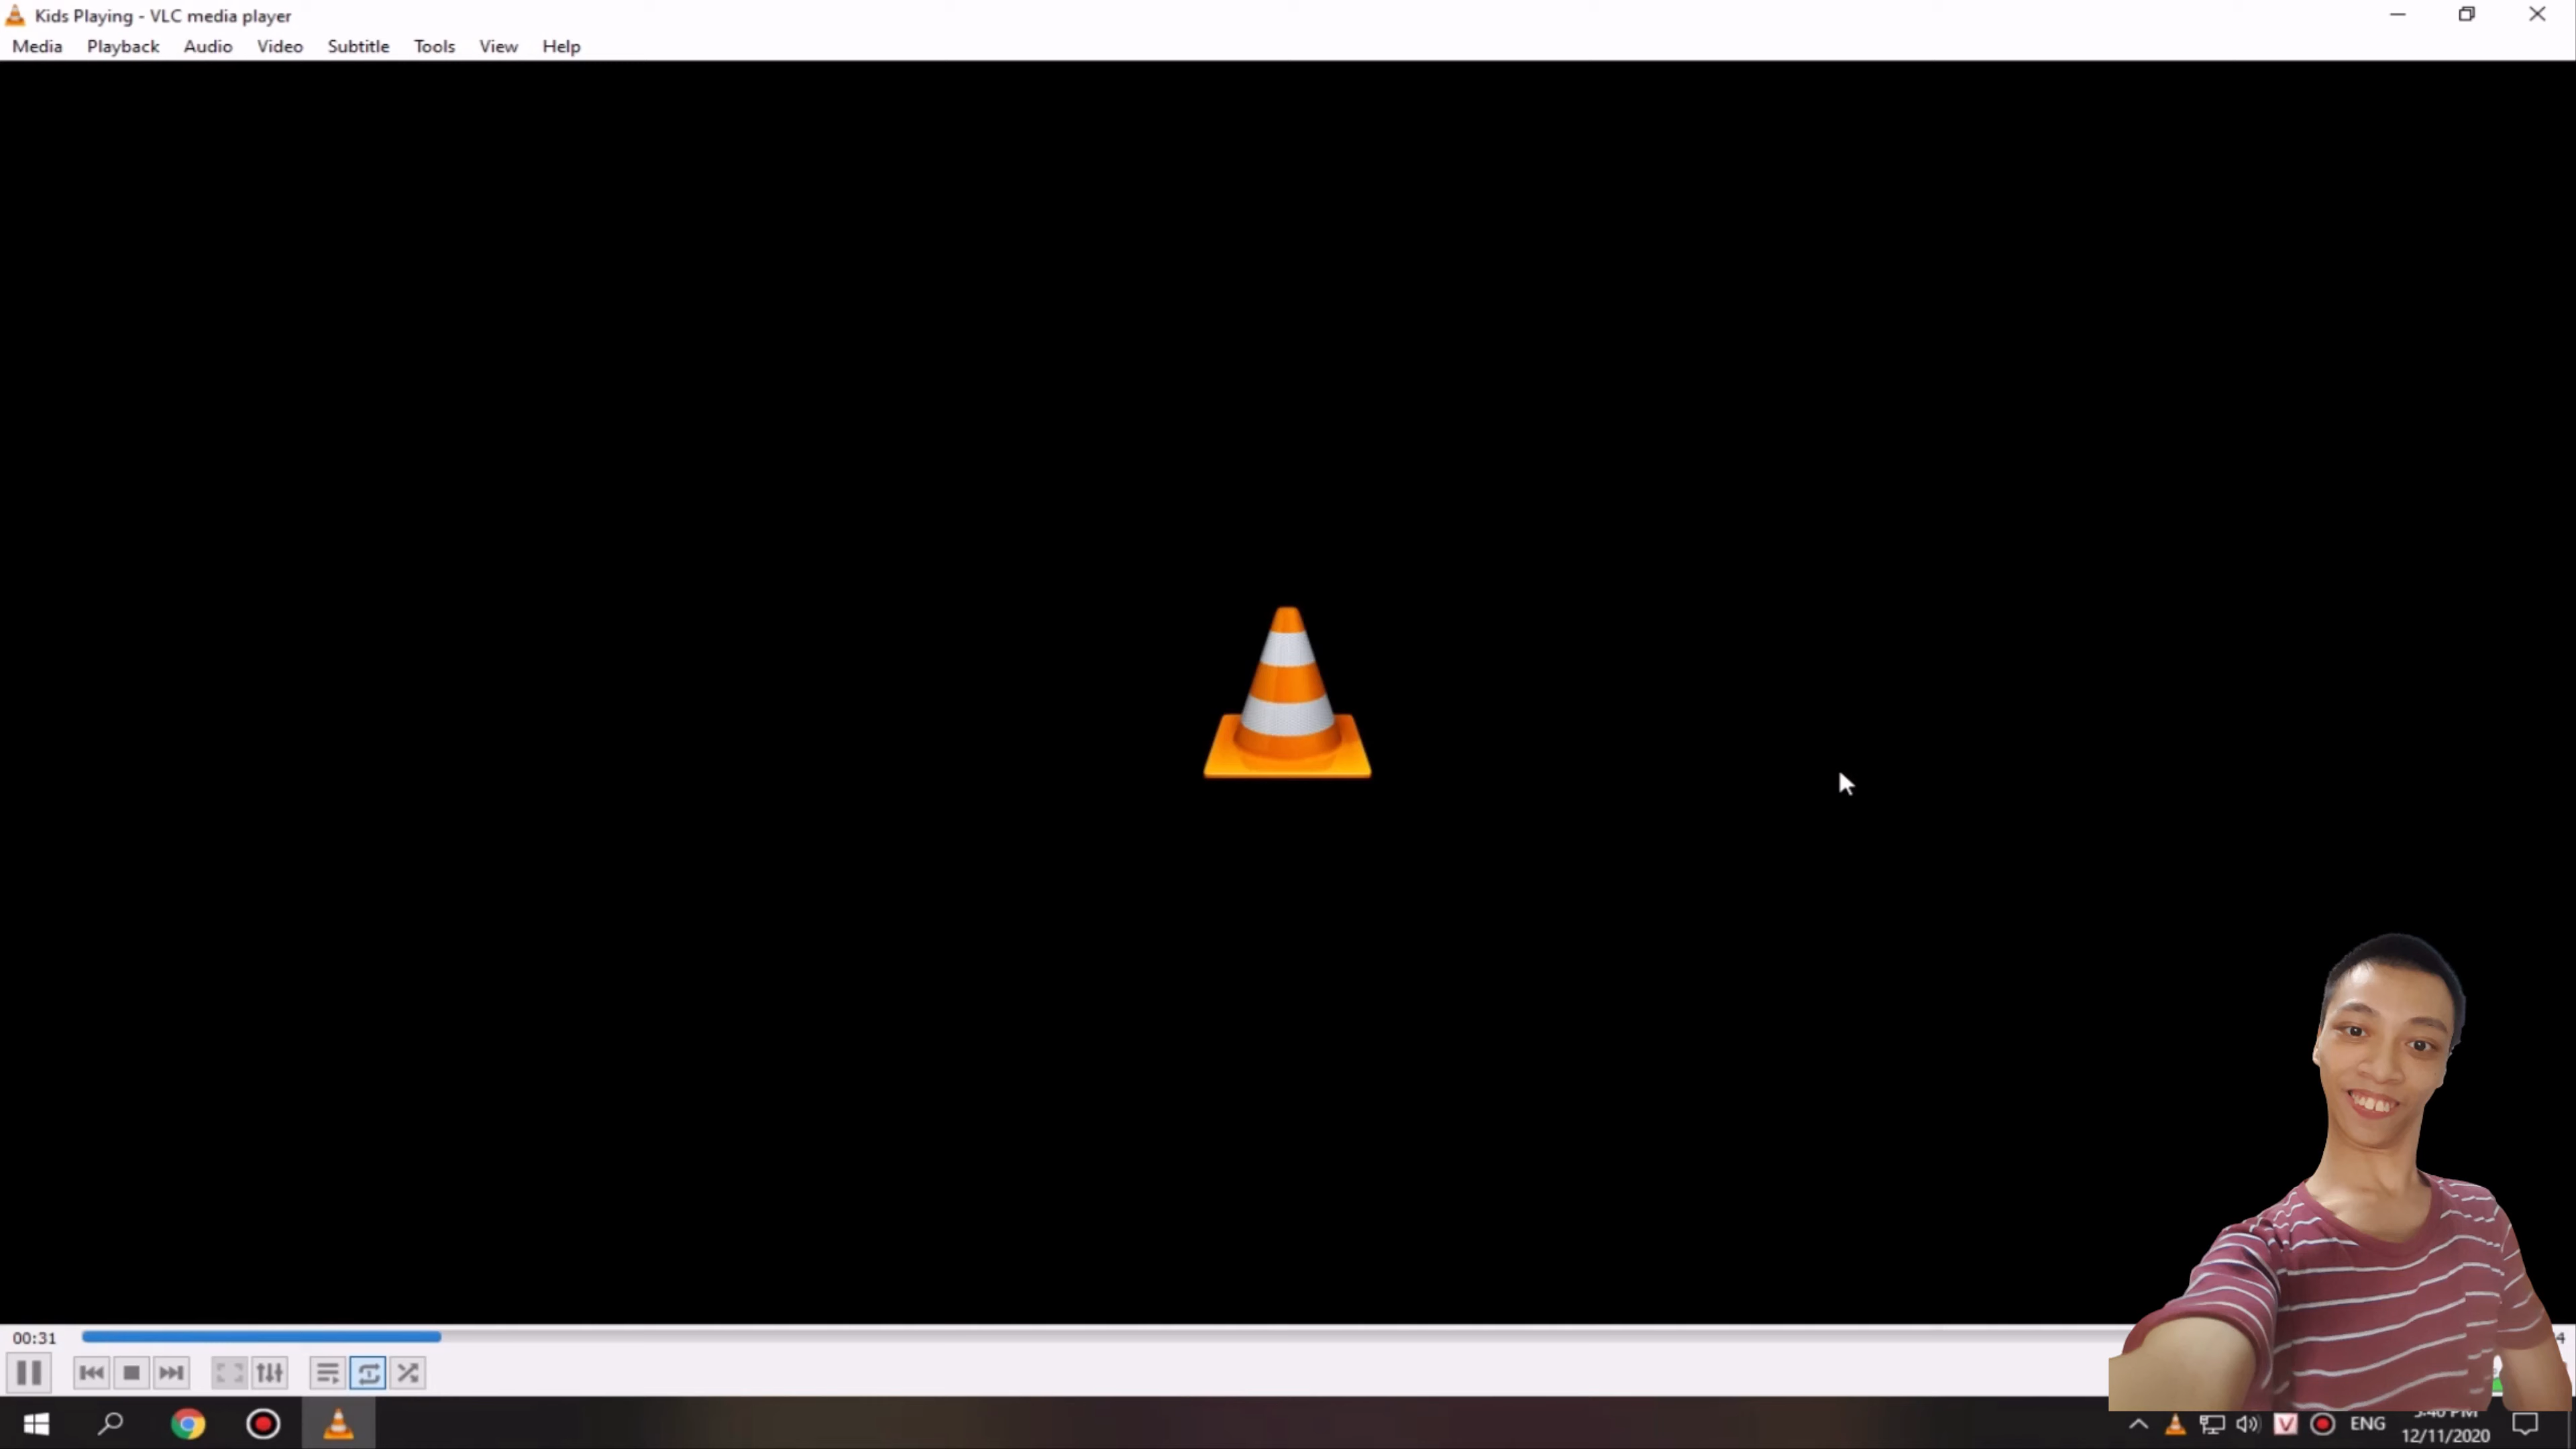 Kids Playing - VLC media player
Media Playback Audio Video Subtitle Tools View Help
00:31
ENG
12/11/2020